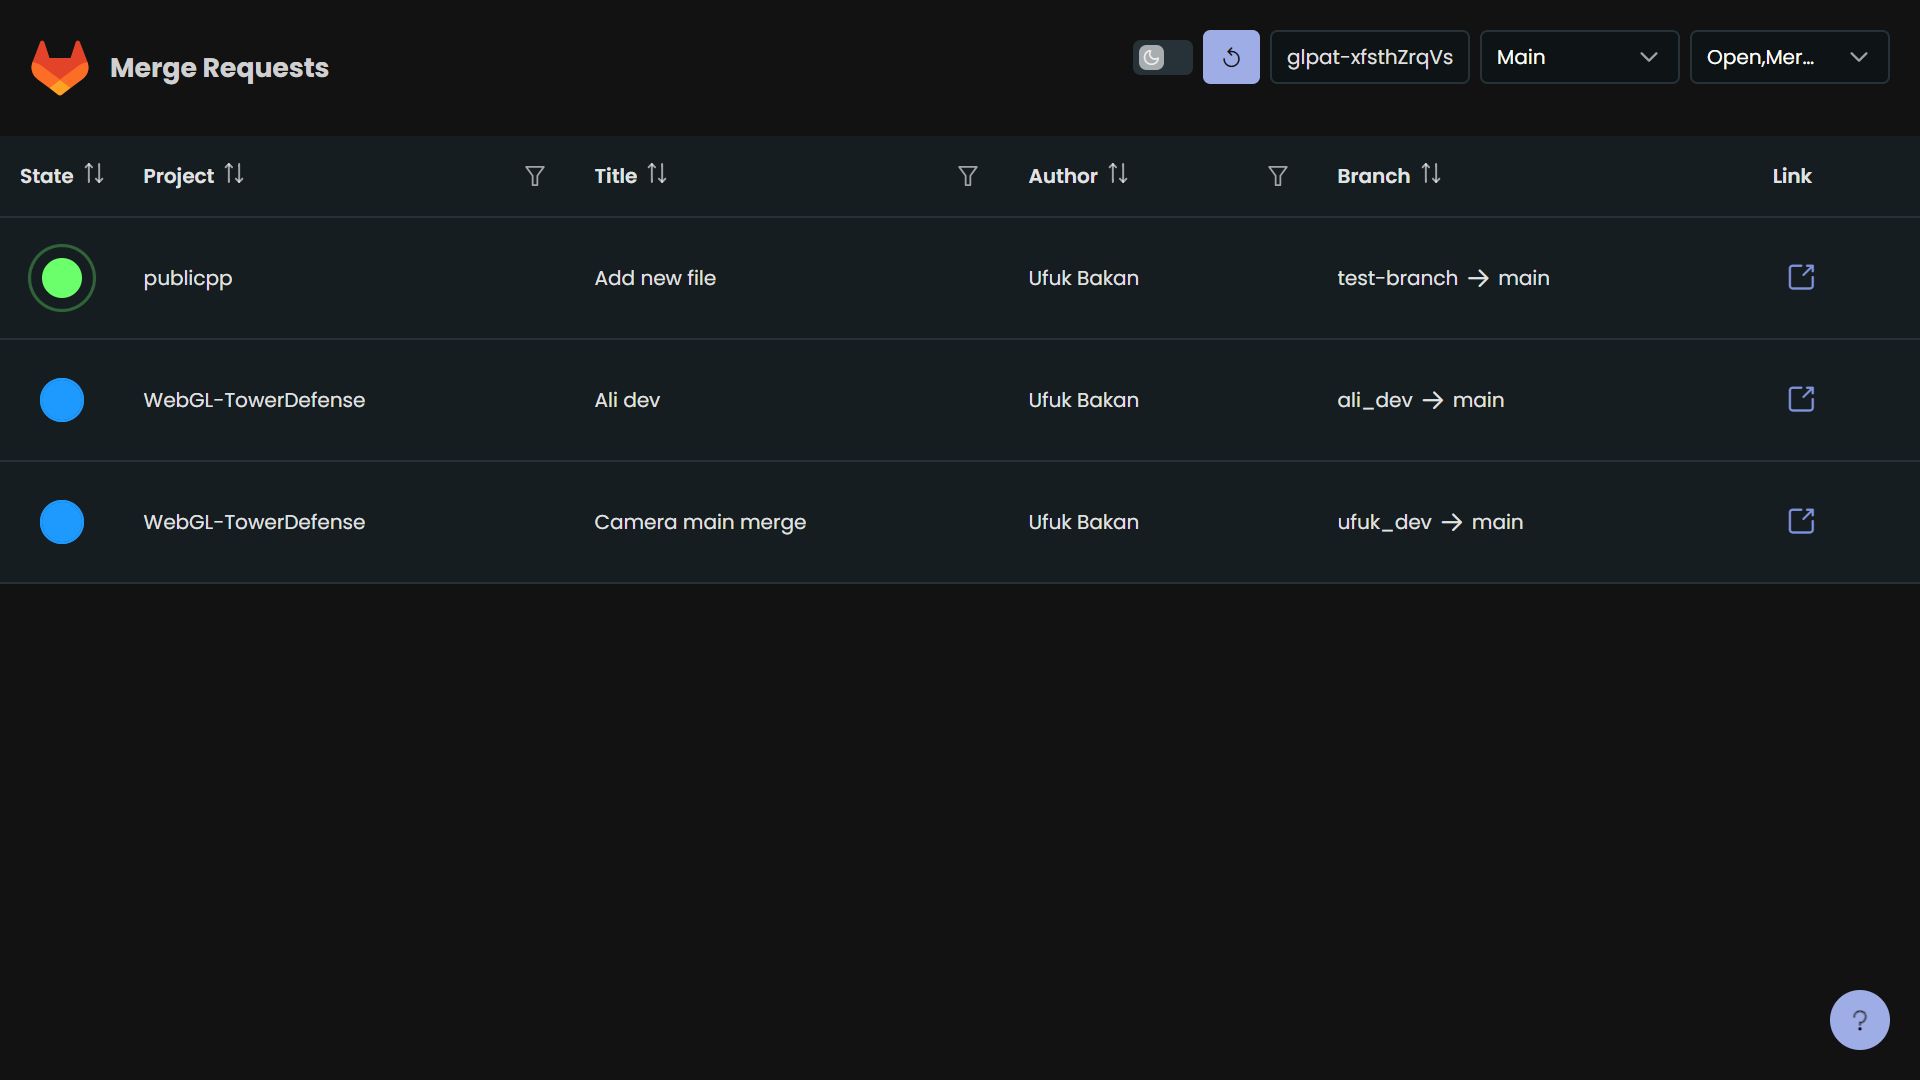 Merge Requests
glpat-xfsthZrqVs
Main
Open,Mer...
State Project Title Author Branch Link
publicpp Add new file Ufuk Bakan test-branch → main
WebGL-TowerDefense Ali dev Ufuk Bakan ali_dev → main
WebGL-TowerDefense Camera main merge Ufuk Bakan ufuk_dev → main
?